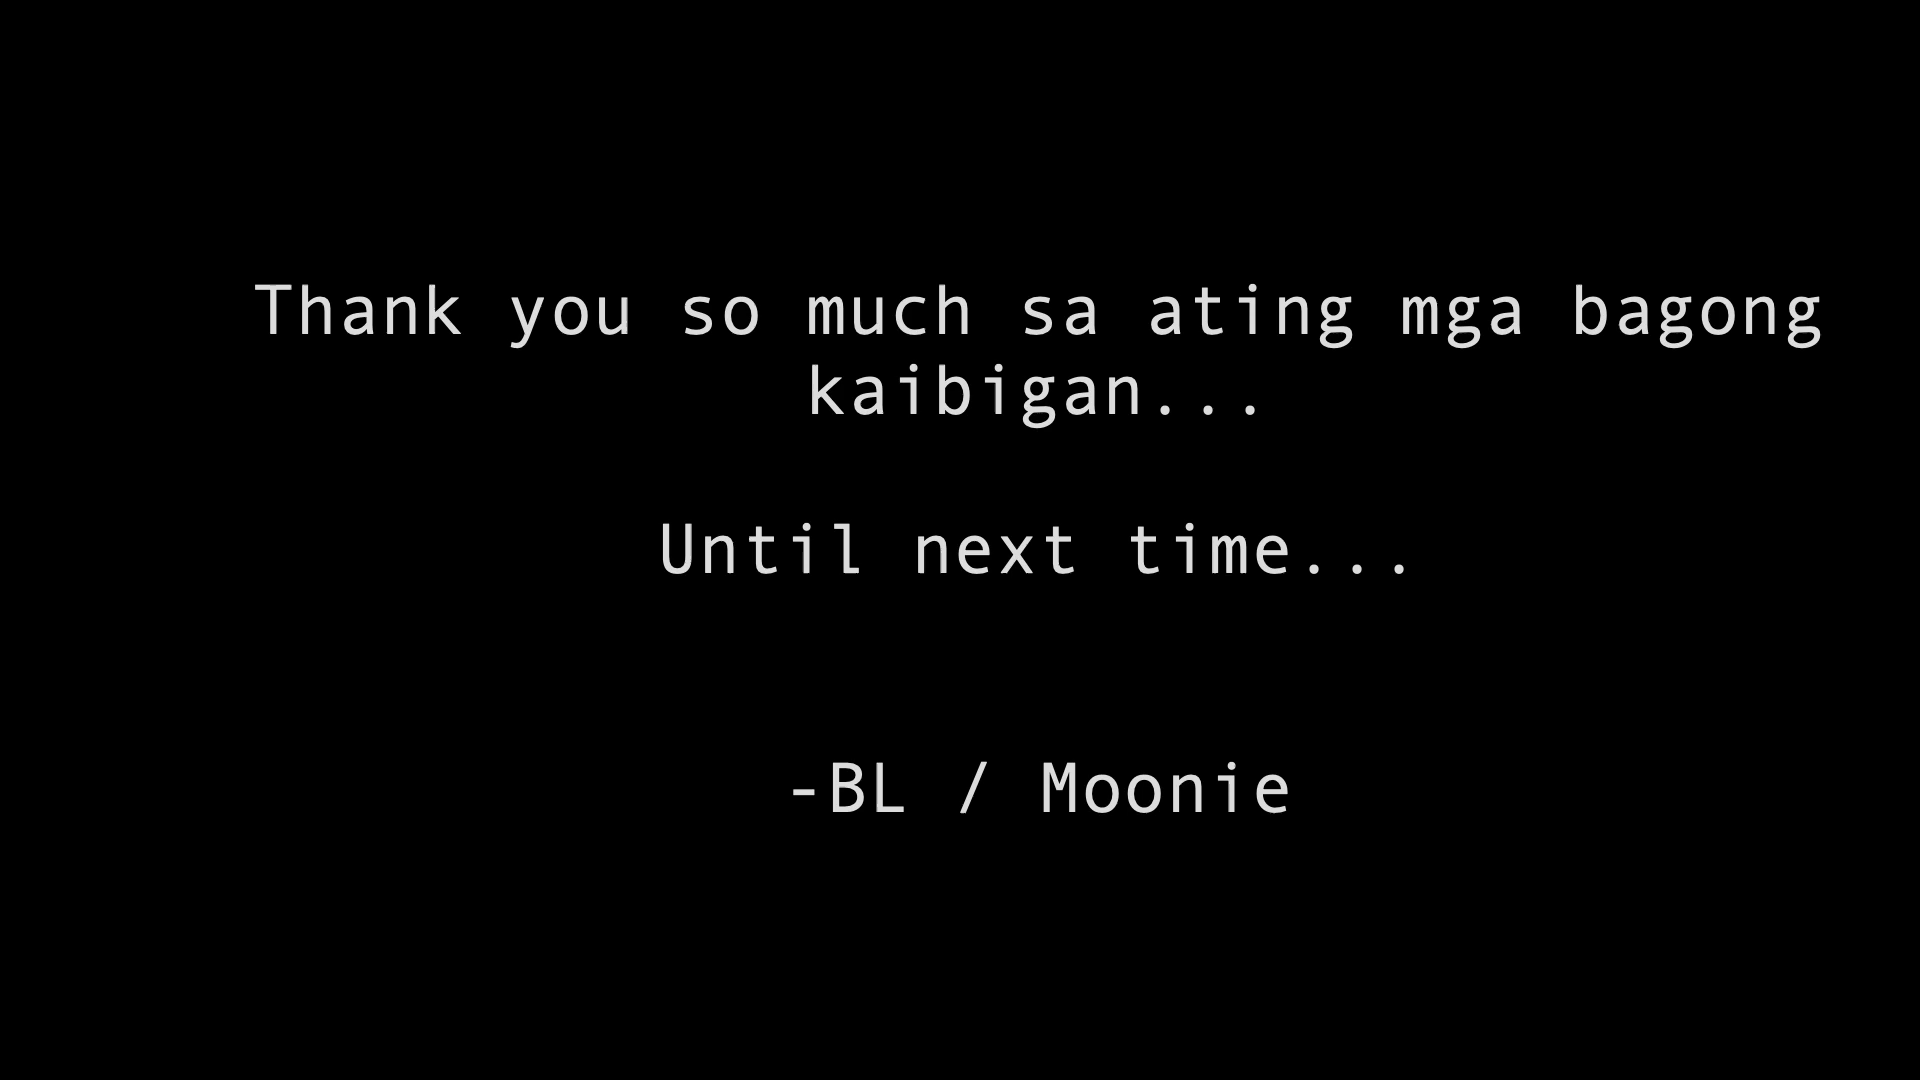 Thank you so much sa ating mga bagong
kaibigan...
Until next time...
-BL / Moonie